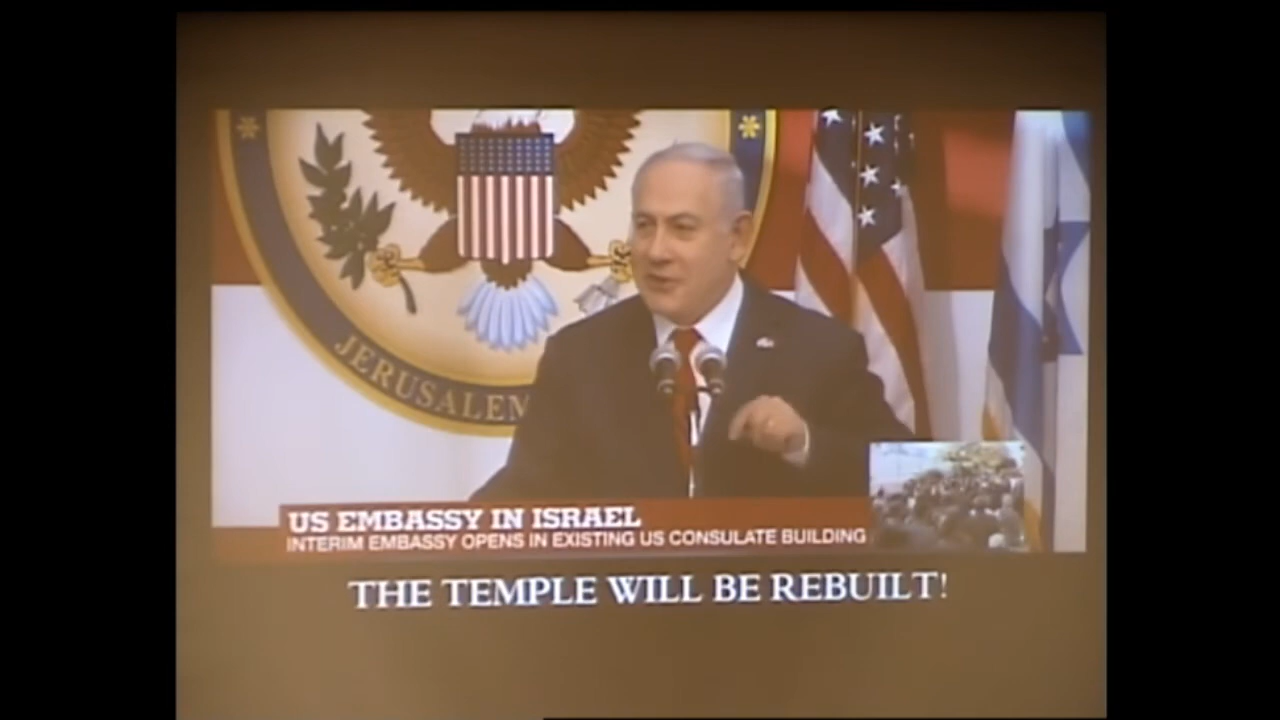 JERUSALEM
US EMBASSY IN ISRAEL
INTERIM EMBASSY OPENS IN EXISTING US CONSULATE BUILDING
THE TEMPLE WILL BE REBUILT!